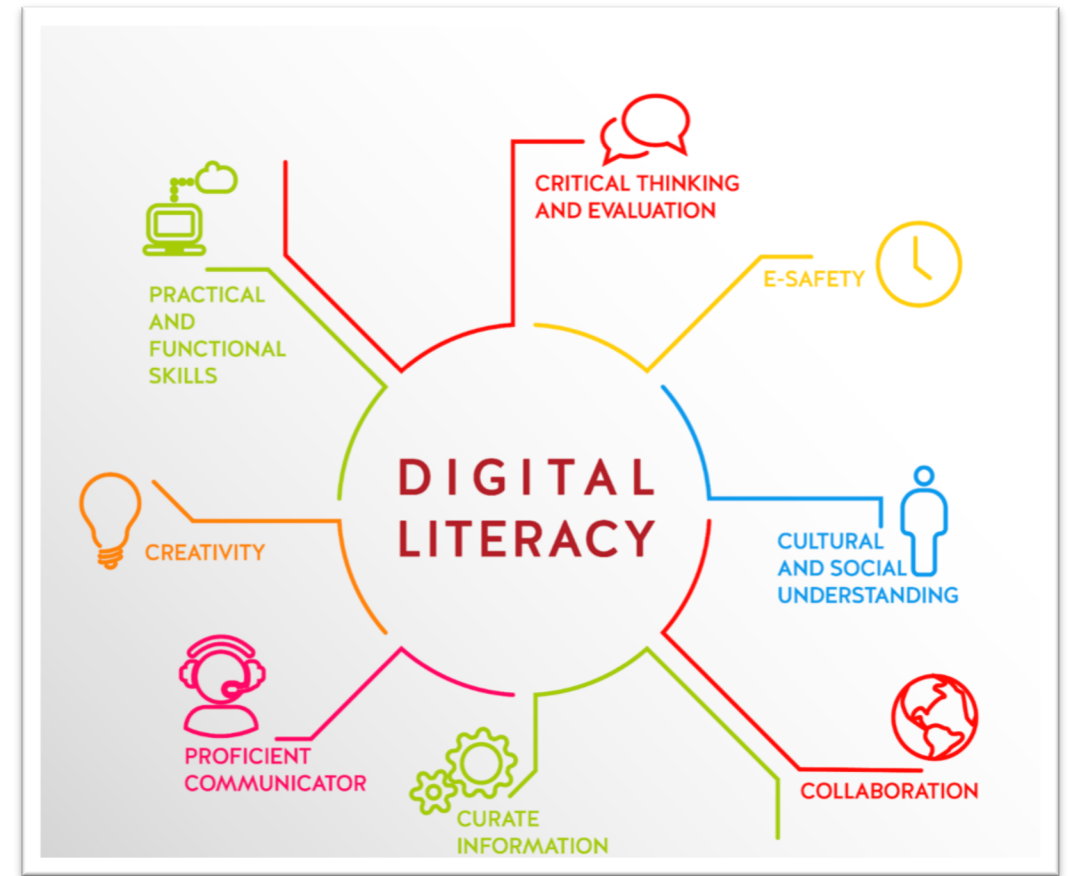 CRITICAL THINKING
AND EVALUATION
E-SAFETY
PRACTICAL
AND
FUNCTIONAL
SKILLS
DIGITAL
LITERACY
CREATIVITY
CULTURAL
AND SOCIAL
UNDERSTANDING
PROFICIENT
COMMUNICATOR
COLLABORATION
CURATE
INFORMATION